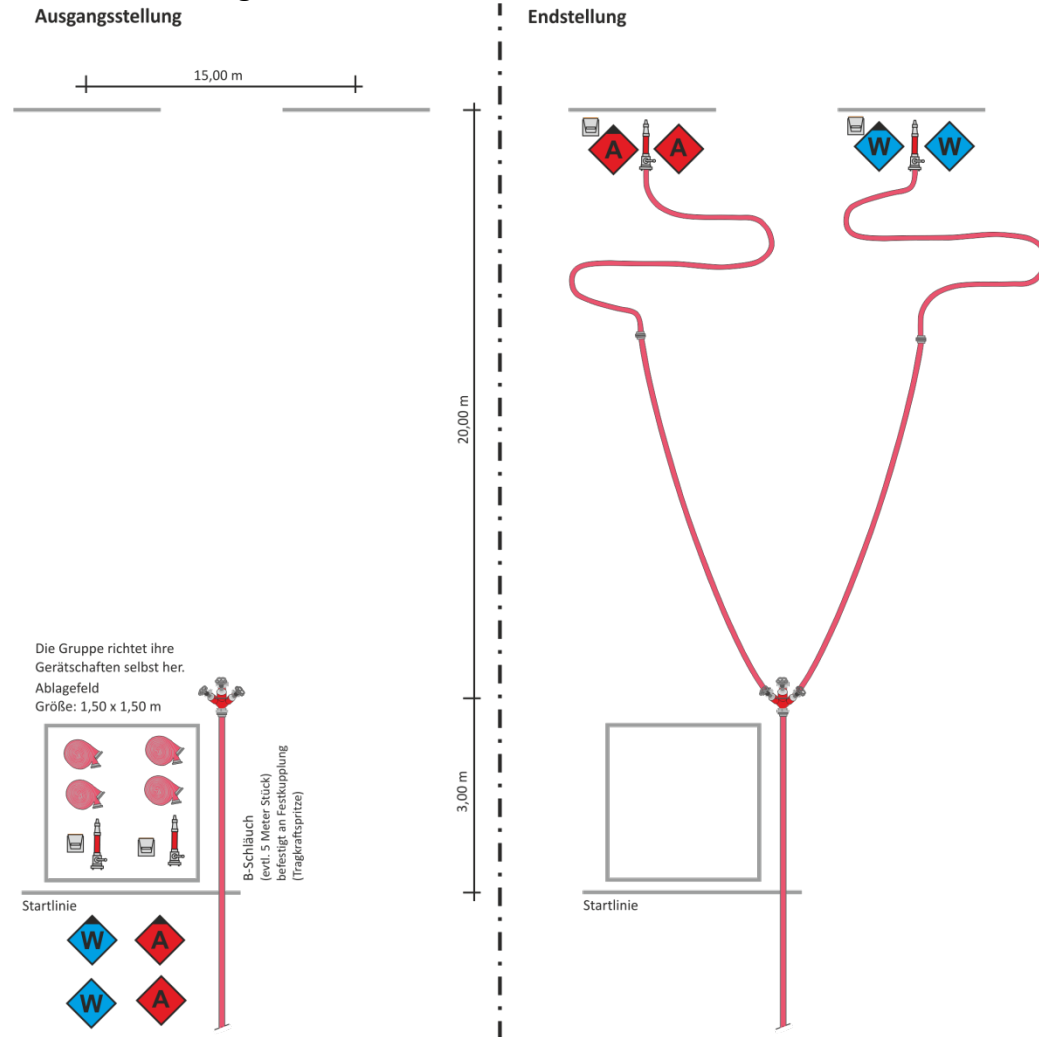 Ausgangsstellung
15,00 m
20,00 m
Die Gruppe richtet ihre
Gerätschaften selbst her.
Ablagefeld
Größe: 1,50 x 1,50 m
B-Schläuch
(evtl. 5 Meter Stück)
befestigt an Festkupplung
(Tragkraftspritze)
3,00 m
Startlinie
W A
W A
Endstellung
A A W W
Startlinie